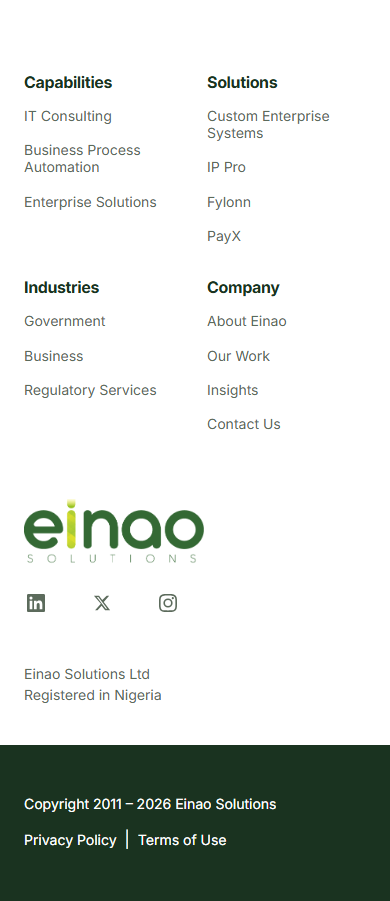 Capabilities
IT Consulting
Business Process
Automation
Enterprise Solutions
Solutions
Custom Enterprise
Systems
IP Pro
Fylonn
PayX
Industries
Government
Business
Regulatory Services
Company
About Einao
Our Work
Insights
Contact Us
einao
SOLUTIONS
Einao Solutions Ltd
Registered in Nigeria
Copyright 2011 – 2026 Einao Solutions
Privacy Policy | Terms of Use